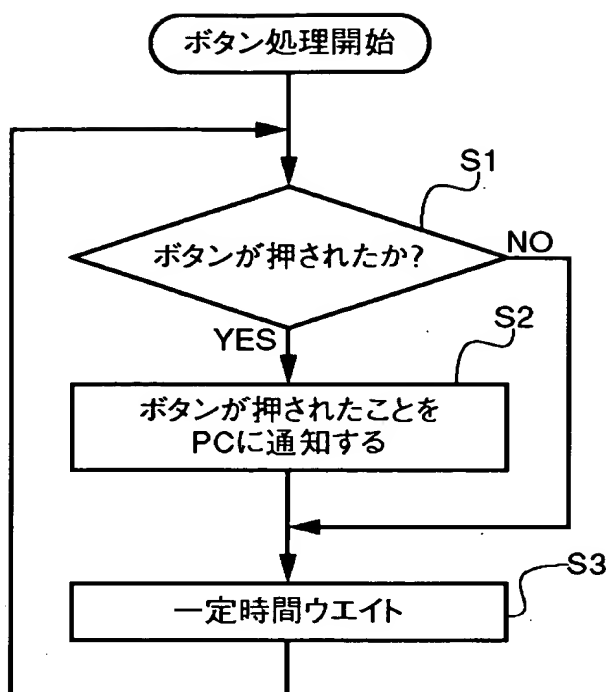 ボタン処理開始
S1
ボタンが押されたか?
NO
YES
S2
ボタンが押されたことを
PCに通知する
S3
一定時間ウエイト